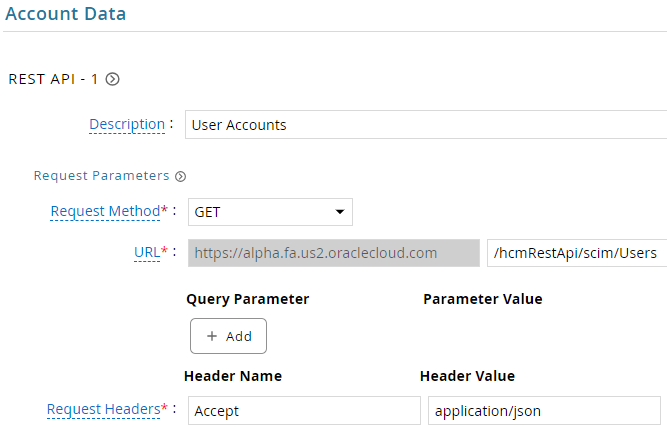 Account Data
REST API - 1
Description :
User Accounts
Request Parameters
Request Method* :
GET
URL* :
https://alpha.fa.us2.oraclecloud.com
/hcmRestApi/scim/Users
Query Parameter
Parameter Value
+ Add
Header Name
Header Value
Request Headers* :
Accept
application/json